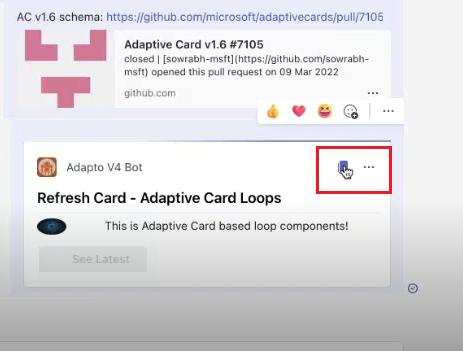 AC v1.6 schema: https://github.com/microsoft/adaptivecards/pull/7105
Adaptive Card v1.6 #7105
closed | [sowrabh-msft](https://github.com/sowrabh-
msft) opened this pull request on 09 Mar 2022
github.com
Adapto V4 Bot
Refresh Card - Adaptive Card Loops
This is Adaptive Card based loop components!
See Latest